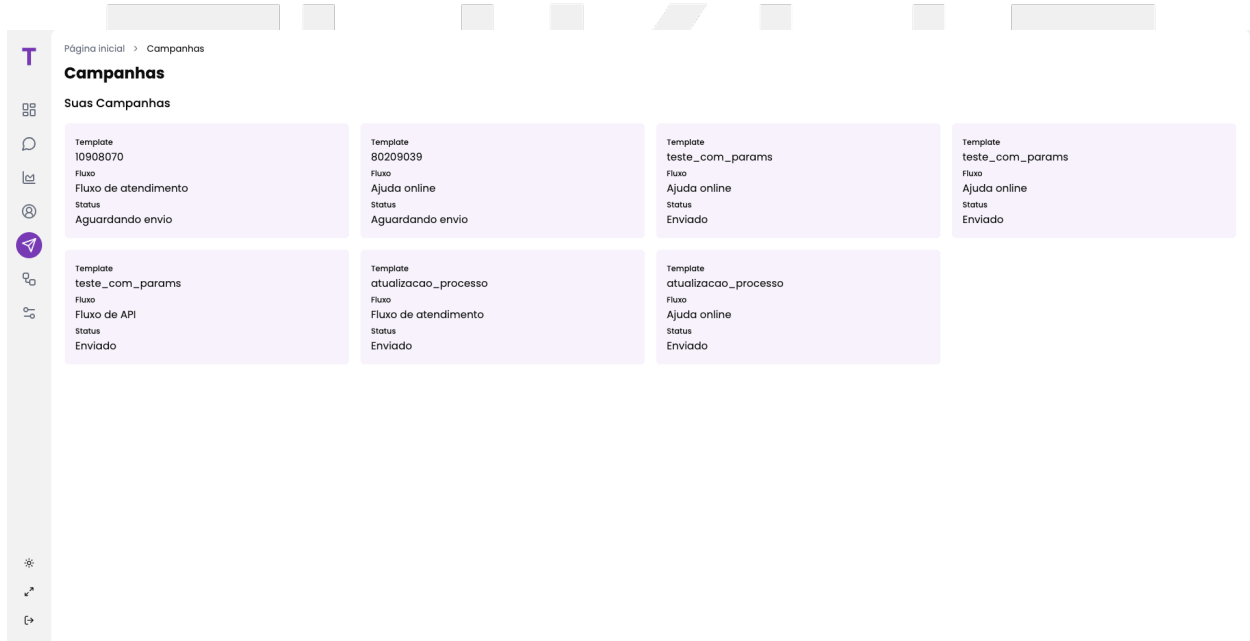 T
Página inicial > Campanhas
Campanhas
Suas Campanhas
Template
10908070
Fluxo
Fluxo de atendimento
Status
Aguardando envio
Template
80209039
Fluxo
Ajuda online
Status
Aguardando envio
Template
teste_com_params
Fluxo
Ajuda online
Status
Enviado
Template
teste_com_params
Fluxo
Ajuda online
Status
Enviado
Template
teste_com_params
Fluxo
Fluxo de API
Status
Enviado
Template
atualizacao_processo
Fluxo
Fluxo de atendimento
Status
Enviado
Template
atualizacao_processo
Fluxo
Ajuda online
Status
Enviado